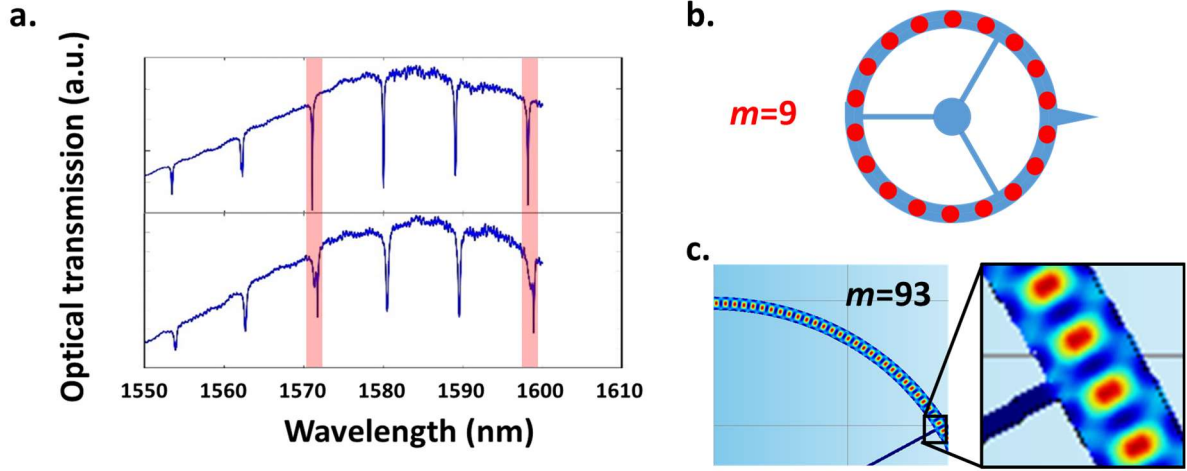 a.
Optical transmission (a.u.)
1550 1560 1570 1580 1590 1600 1610
Wavelength (nm)
b.
m=9
c.
m=93